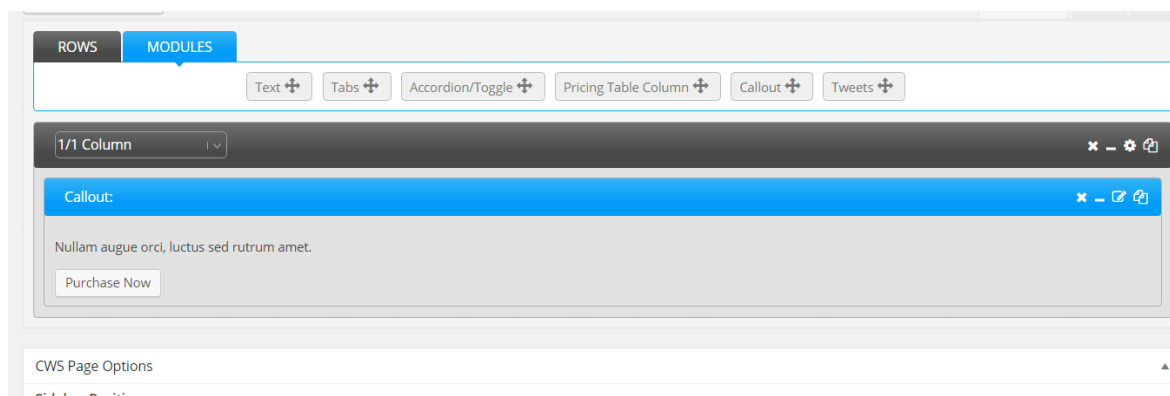 ROWS MODULES
Text Tabs Accordion/Toggle Pricing Table Column Callout Tweets
1/1 Column
Callout:
Nullam augue orci, luctus sed rutrum amet.
Purchase Now
CWS Page Options